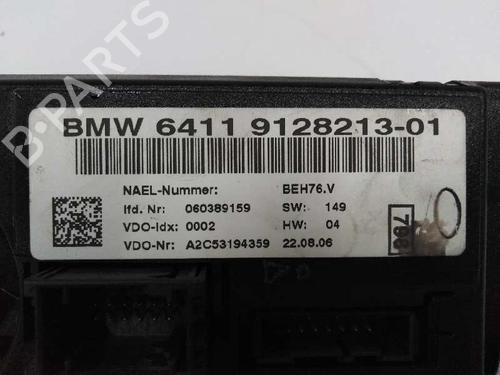 BMW 6411 9128213-01
NAEL-Nummer: BEH76.V
lfd. Nr: 060389159 SW: 149
VDO-Idx: 0002 HW: 04
VDO-Nr: A2C53194359 22.08.06
B-PARTS